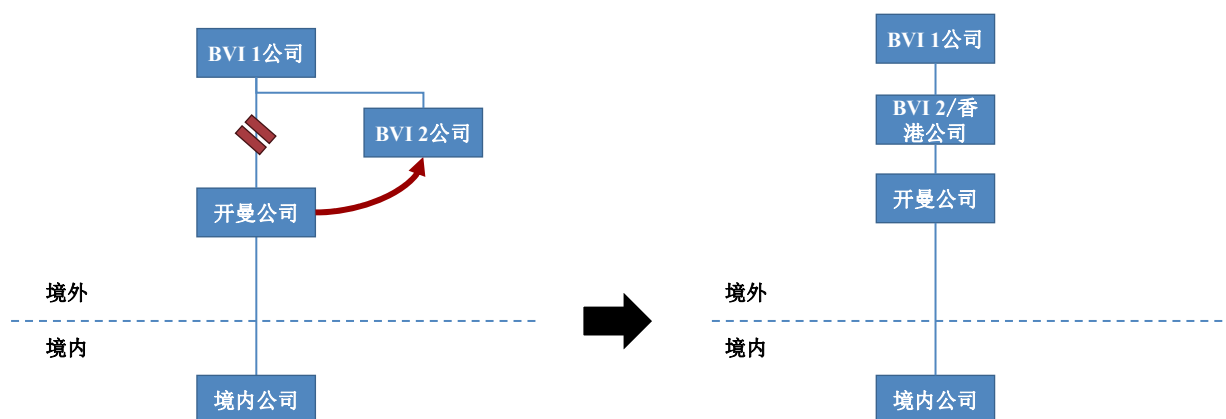 BVI 1公司
BVI 2公司
开曼公司
境外
境内
境内公司
BVI 1公司
BVI 2/香
港公司
开曼公司
境外
境内
境内公司